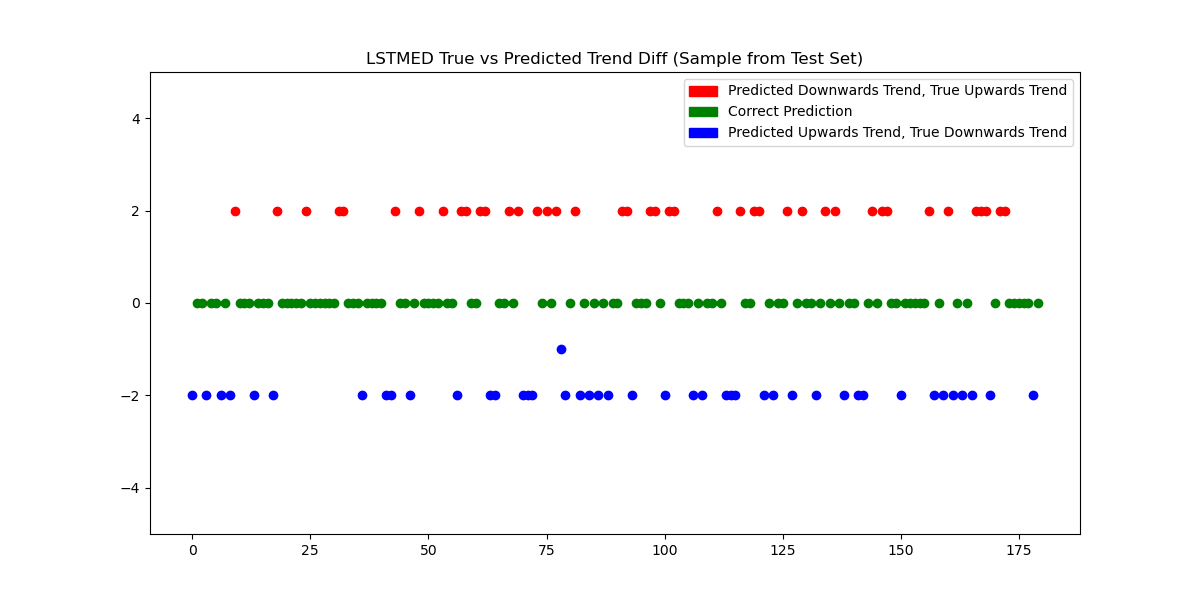 LSTMED True vs Predicted Trend Diff (Sample from Test Set)
Predicted Downwards Trend, True Upwards Trend
Correct Prediction
Predicted Upwards Trend, True Downwards Trend
4
2
0
−2
−4
0 25 50 75 100 125 150 175